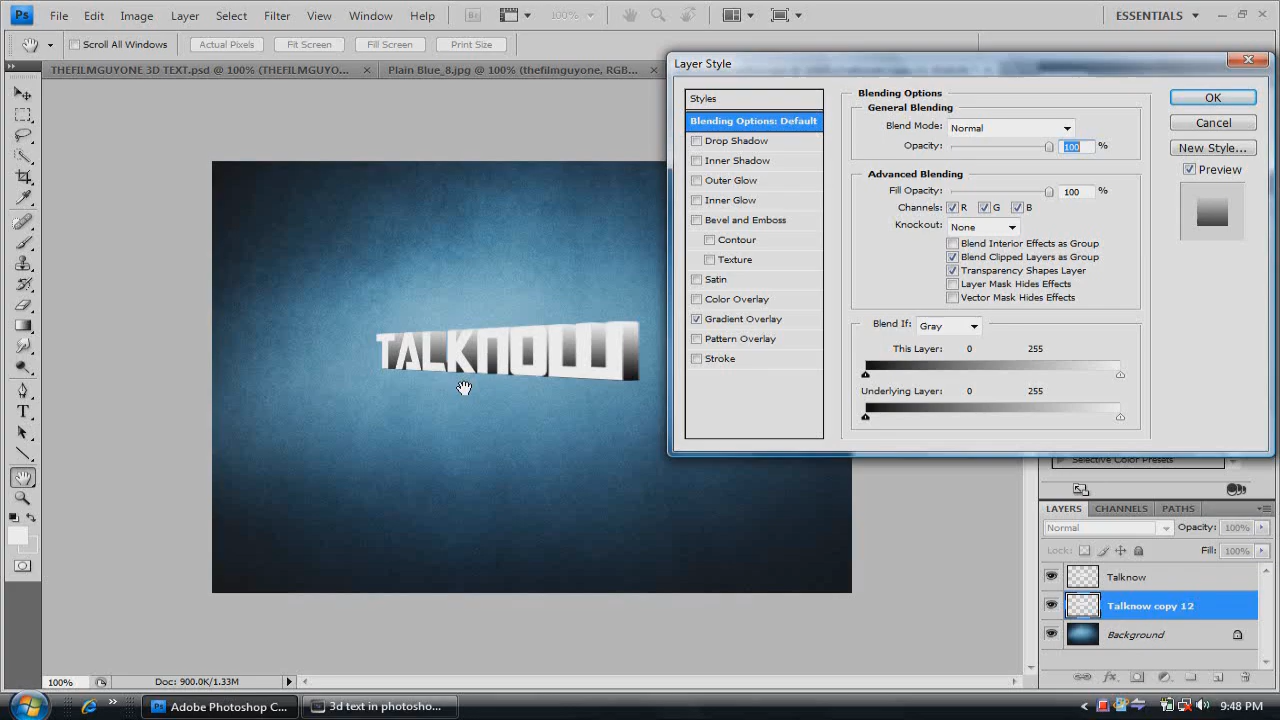 Ps File Edit Image Layer Select Filter View Window Help Br 100% ESSENTIALS
Scroll All Windows Actual Pixels Fit Screen Fill Screen Print Size
THEFILMGUYONE 3D TEXT.psd @ 100% (THEFILMGUYO... Plain Blue_8.jpg @ 100% (thefilmguyone, RGB...
TALKNOW
Layer Style
Styles
Blending Options: Default
Drop Shadow
Inner Shadow
Outer Glow
Inner Glow
Bevel and Emboss
Contour
Texture
Satin
Color Overlay
Gradient Overlay
Pattern Overlay
Stroke
Blending Options
General Blending
Blend Mode: Normal
Opacity: 100 %
Advanced Blending
Fill Opacity: 100 %
Channels: R G B
Knockout: None
Blend Interior Effects as Group
Blend Clipped Layers as Group
Transparency Shapes Layer
Layer Mask Hides Effects
Vector Mask Hides Effects
Blend If: Gray
This Layer: 0 255
Underlying Layer: 0 255
OK
Cancel
New Style...
Preview
Selective Color Presets
LAYERS CHANNELS PATHS
Normal Opacity: 100%
Lock: Fill: 100%
Talknow
Talknow copy 12
Background
100% Doc: 900.0K/1.33M
Adobe Photoshop C... 3d text in photosho... 9:48 PM